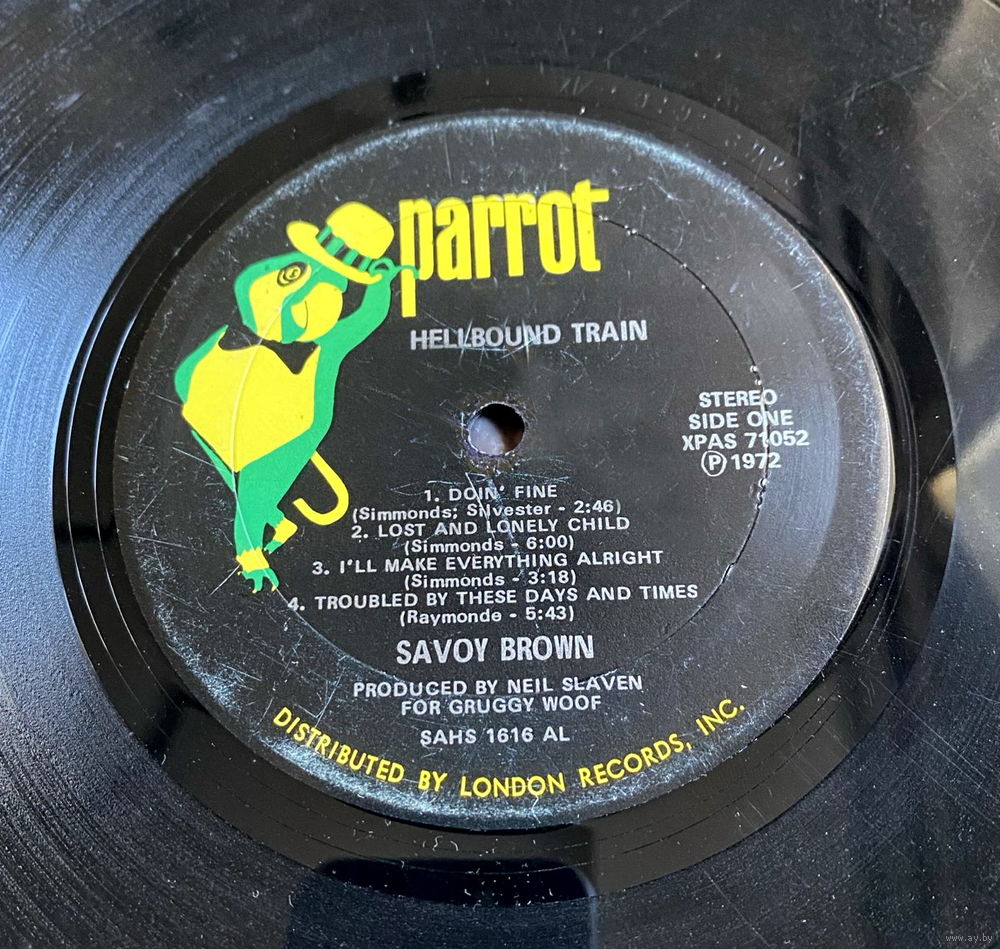 parrot
HELLBOUND TRAIN
STEREO
SIDE ONE
XPAS 71052
Ⓟ 1972
1. DOIN' FINE
(Simmonds; Silvester - 2:46)
2. LOST AND LONELY CHILD
(Simmonds - 6:00)
3. I'LL MAKE EVERYTHING ALRIGHT
(Simmonds - 3:18)
4. TROUBLED BY THESE DAYS AND TIMES
(Raymonde - 5:43)
SAVOY BROWN
PRODUCED BY NEIL SLAVEN
FOR GRUGGY WOOF
SAHS 1616 AL
DISTRIBUTED BY LONDON RECORDS, INC.
www.ay.by